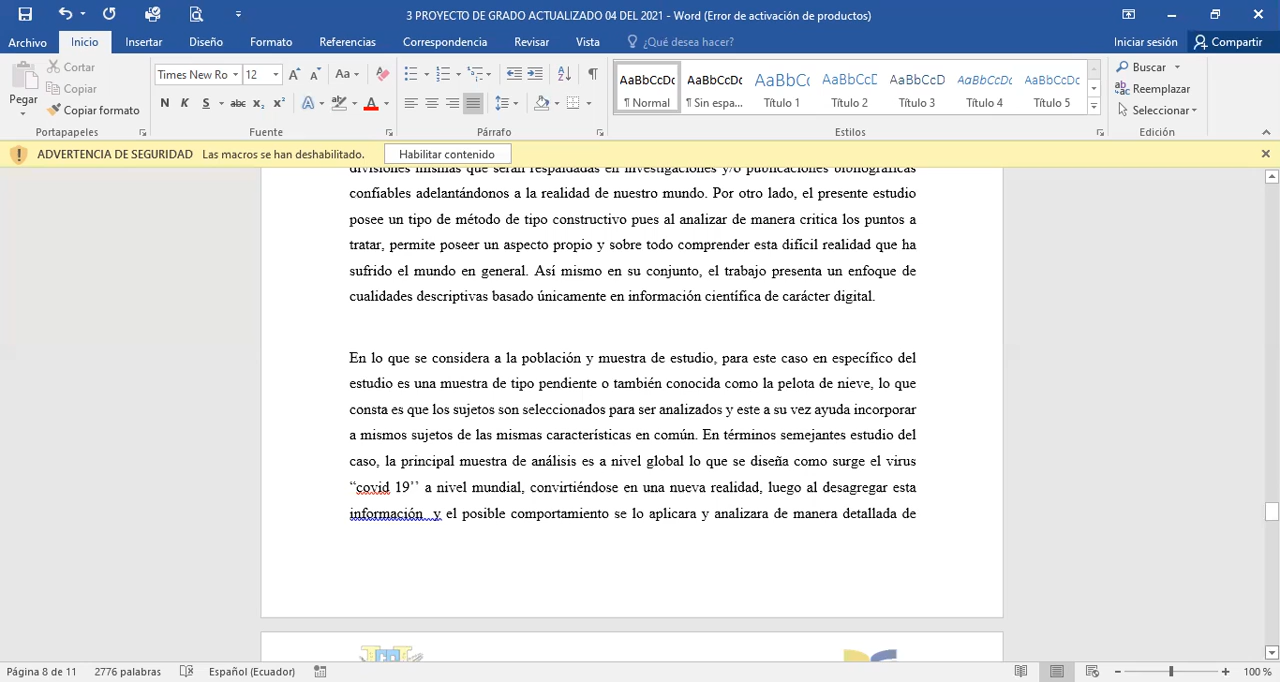 3 PROYECTO DE GRADO ACTUALIZADO 04 DEL 2021 - Word (Error de activación de productos)
Archivo Inicio Insertar Diseño Formato Referencias Correspondencia Revisar Vista ¿Qué desea hacer? Iniciar sesión Compartir
Pegar
Cortar
Copiar
Copiar formato
Portapapeles
Times New Ro 12 Aa
N K S abc x₂ x² A ab A
Fuente
Párrafo
AaBbCcDc AaBbCcDc AaBbC( AaBbCcC AaBbCcD AaBbCcDc AaBbCcDc
¶ Normal ¶ Sin espa... Título 1 Título 2 Título 3 Título 4 Título 5
Estilos
Buscar
Reemplazar
Seleccionar
Edición
ADVERTENCIA DE SEGURIDAD Las macros se han deshabilitado. Habilitar contenido
divisiones mismas que serán respaldadas en investigaciones y/o publicaciones bibliográficas
confiables adelantándonos a la realidad de nuestro mundo. Por otro lado, el presente estudio
posee un tipo de método de tipo constructivo pues al analizar de manera critica los puntos a
tratar, permite poseer un aspecto propio y sobre todo comprender esta difícil realidad que ha
sufrido el mundo en general. Así mismo en su conjunto, el trabajo presenta un enfoque de
cualidades descriptivas basado únicamente en información científica de carácter digital.
En lo que se considera a la población y muestra de estudio, para este caso en específico del
estudio es una muestra de tipo pendiente o también conocida como la pelota de nieve, lo que
consta es que los sujetos son seleccionados para ser analizados y este a su vez ayuda incorporar
a mismos sujetos de las mismas características en común. En términos semejantes estudio del
caso, la principal muestra de análisis es a nivel global lo que se diseña como surge el virus
“covid 19’’ a nivel mundial, convirtiéndose en una nueva realidad, luego al desagregar esta
información y el posible comportamiento se lo aplicara y analizara de manera detallada de
Página 8 de 11 2776 palabras Español (Ecuador) 100 %